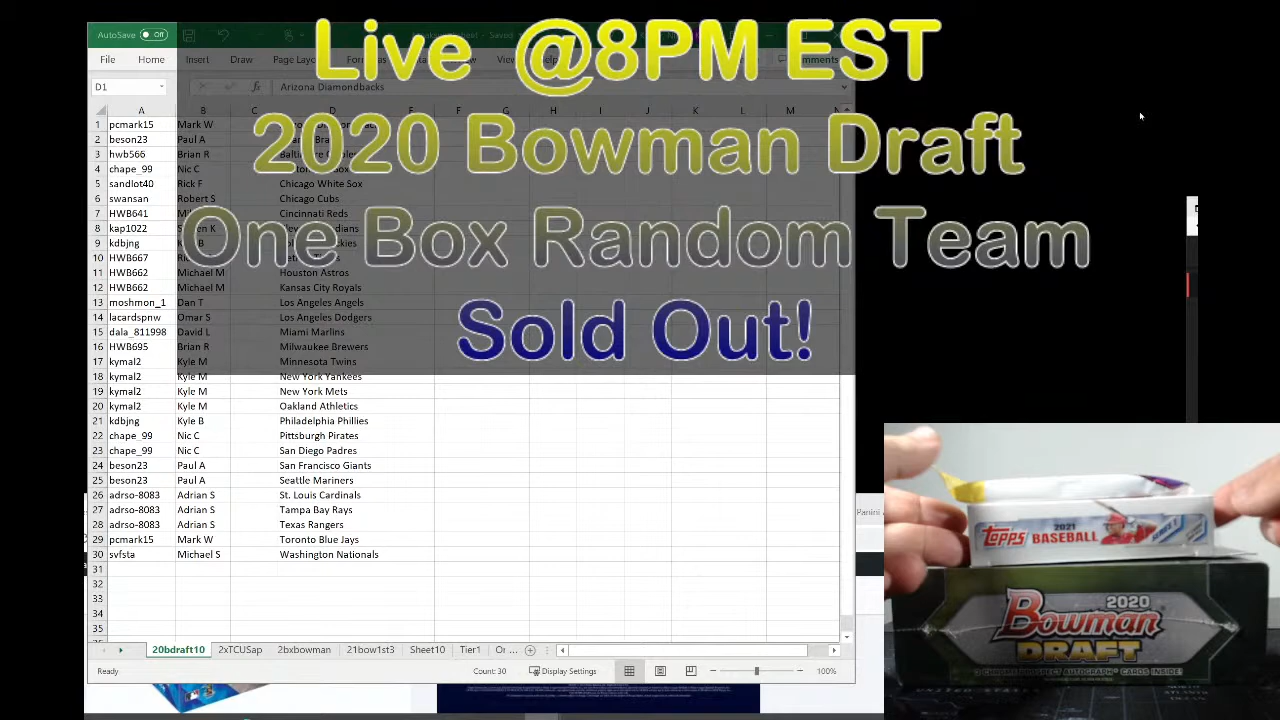 Live @8PM EST
2020 Bowman Draft
One Box Random Team
Sold Out!
AutoSave Off
File Home Insert Draw
D1 fx Arizona Diamondbacks
A B C D E F G H I J K L M
1 pcmark15 Mark W
2 beson23 Paul A
3 hwb566 Brian R
4 chape_99 Nic C
5 sandlot40 Rick F Chicago White Sox
6 swansan Robert S Chicago Cubs
7 HWB641 Cincinnati Reds
8 kap1022
9 kdbjng
10 HWB667
11 HWB662 Michael M Houston Astros
12 HWB662 Michael M Kansas City Royals
13 moshmon_1 Dan T Los Angeles Angels
14 lacardspnw Omar S Los Angeles Dodgers
15 dala_811998 David L Miami Marlins
16 HWB695 Brian R Milwaukee Brewers
17 kymal2 Kyle M Minnesota Twins
18 kymal2 Kyle M New York Yankees
19 kymal2 Kyle M New York Mets
20 kymal2 Kyle M Oakland Athletics
21 kdbjng Kyle B Philadelphia Phillies
22 chape_99 Nic C Pittsburgh Pirates
23 chape_99 Nic C San Diego Padres
24 beson23 Paul A San Francisco Giants
25 beson23 Paul A Seattle Mariners
26 adrso-8083 Adrian S St. Louis Cardinals
27 adrso-8083 Adrian S Tampa Bay Rays
28 adrso-8083 Adrian S Texas Rangers
29 pcmark15 Mark W Toronto Blue Jays
30 svfsta Michael S Washington Nationals
31
32
33
34
35
20bdraft10 2xTCUSap 2bxbowman 21bow1st3 Sheet10 Tier1 Or ...
Ready Count: 30 Display Settings 100%
Panini
Topps 2021 BASEBALL SERIES 1
2020
Bowman
DRAFT